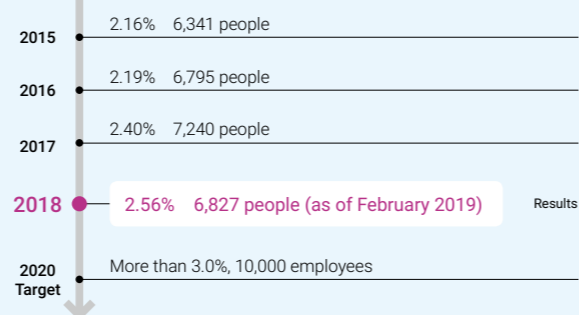 2015 2.16% 6,341 people
2016 2.19% 6,795 people
2017 2.40% 7,240 people
2018 2.56% 6,827 people (as of February 2019) Results
2020 Target More than 3.0%, 10,000 employees